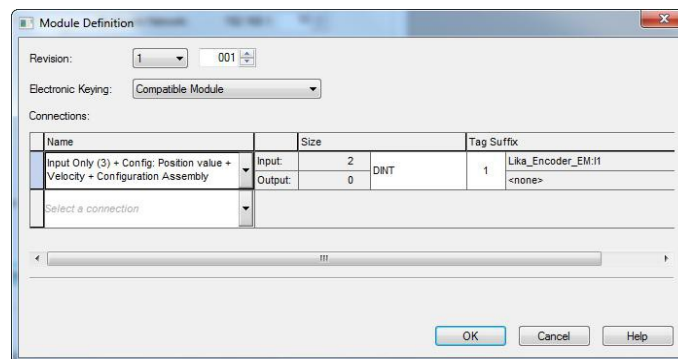 Module Definition
Revision: 1 001
Electronic Keying: Compatible Module
Connections:
Name Size Tag Suffix
Input Only (3) + Config: Position value +
Velocity + Configuration Assembly
Input: 2 DINT 1 Lika_Encoder_EM:I1
Output: 0 <none>
Select a connection
OK Cancel Help